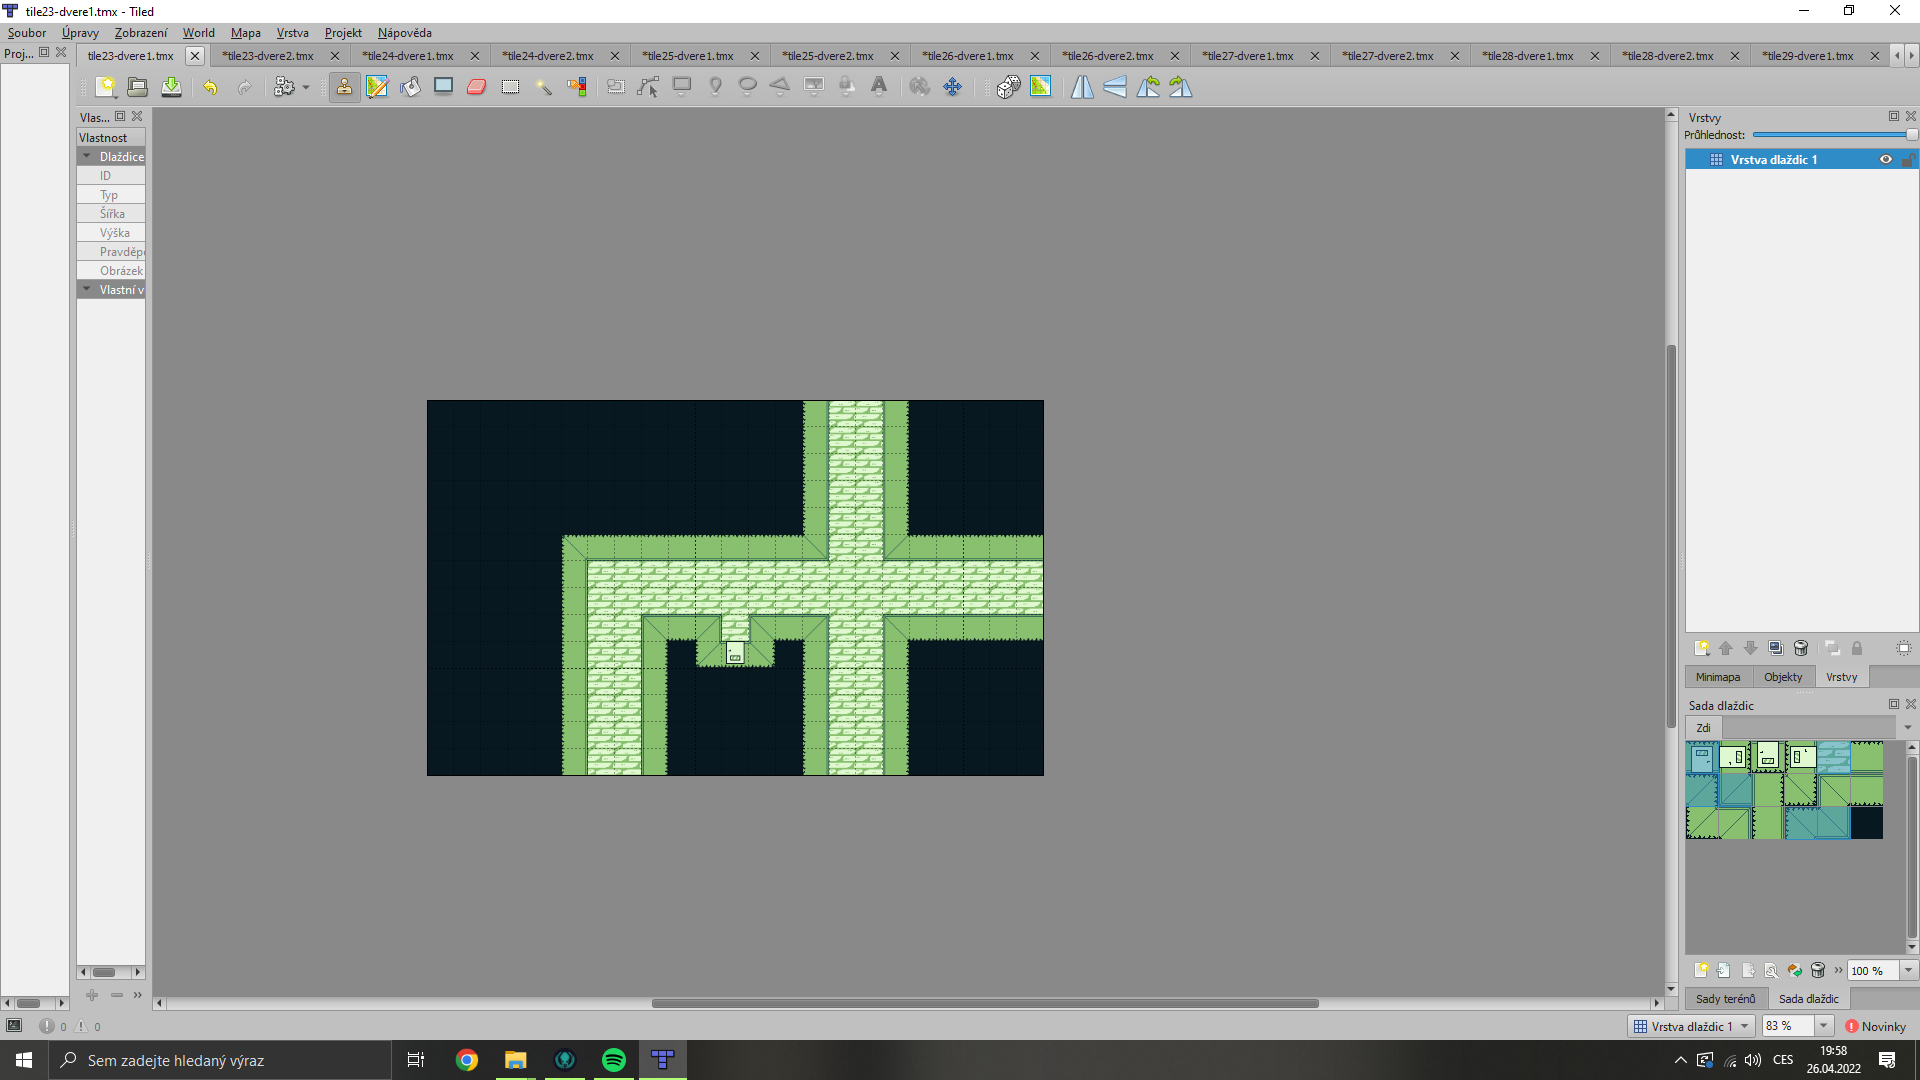 tile23-dvere1.tmx - Tiled
Soubor Úpravy Zobrazení World Mapa Vrstva Projekt Nápověda
Proj... tile23-dvere1.tmx *tile23-dvere2.tmx *tile24-dvere1.tmx *tile24-dvere2.tmx *tile25-dvere1.tmx *tile25-dvere2.tmx *tile26-dvere1.tmx *tile26-dvere2.tmx *tile27-dvere1.tmx *tile27-dvere2.tmx *tile28-dvere1.tmx *tile28-dvere2.tmx *tile29-dvere1.tmx
Vlas...
Vlastnost
Dlaždice
ID
Typ
Šířka
Výška
Pravděp
Obrázek
Vlastní v
Vrstvy
Průhlednost:
Vrstva dlaždic 1
Minimapa Objekty Vrstvy
Sada dlaždic
Zdi
100 %
Sady terénů Sada dlaždic
0 0
Vrstva dlaždic 1 83 % Novinky
Sem zadejte hledaný výraz
CES
19:58
26.04.2022